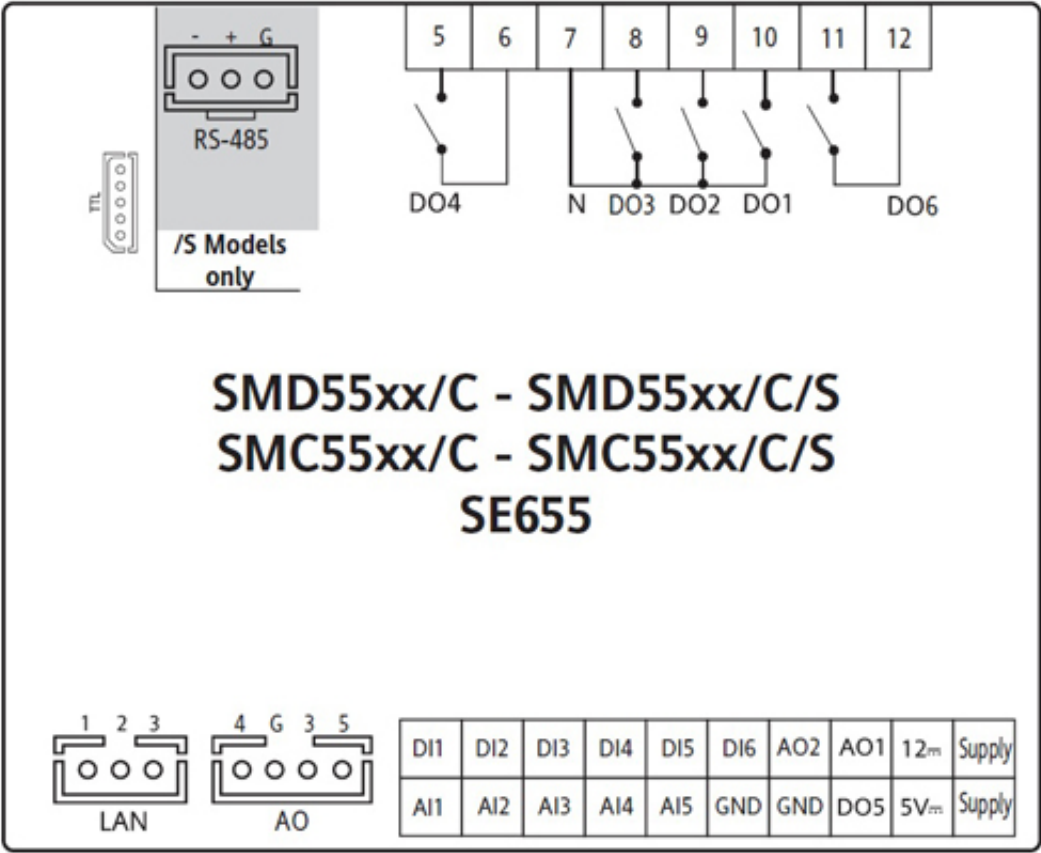 - + G
RS-485
TTL
/S Models
only
5 6 7 8 9 10 11 12
DO4 N DO3 DO2 DO1 DO6
SMD55xx/C - SMD55xx/C/S
SMC55xx/C - SMC55xx/C/S
SE655
1 2 3
LAN
4 G 3 5
AO
DI1 DI2 DI3 DI4 DI5 DI6 AO2 AO1 12⎓ Supply
AI1 AI2 AI3 AI4 AI5 GND GND DO5 5V⎓ Supply